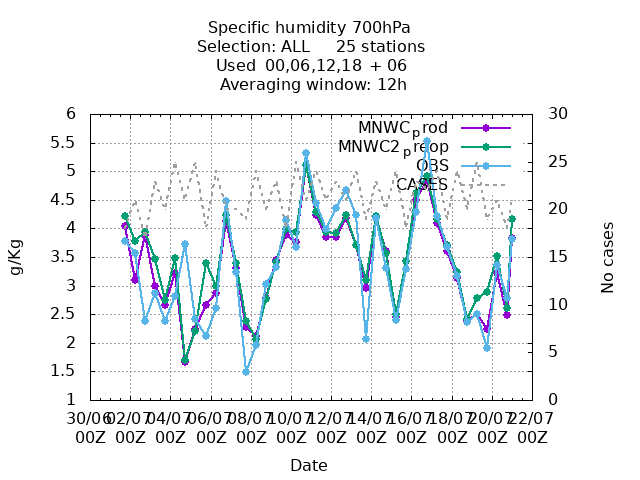 Specific humidity 700hPa
Selection: ALL 25 stations
Used 00,06,12,18 + 06
Averaging window: 12h
6
5.5
5
4.5
4
3.5
3
2.5
2
1.5
1
g/Kg
30
25
20
15
10
5
0
No cases
MNWCprod
MNWC2preop
OBS
CASES
30/06 02/07 04/07 06/07 08/07 10/07 12/07 14/07 16/07 18/07 20/07 22/07
00Z 00Z 00Z 00Z 00Z 00Z 00Z 00Z 00Z 00Z 00Z 00Z
Date